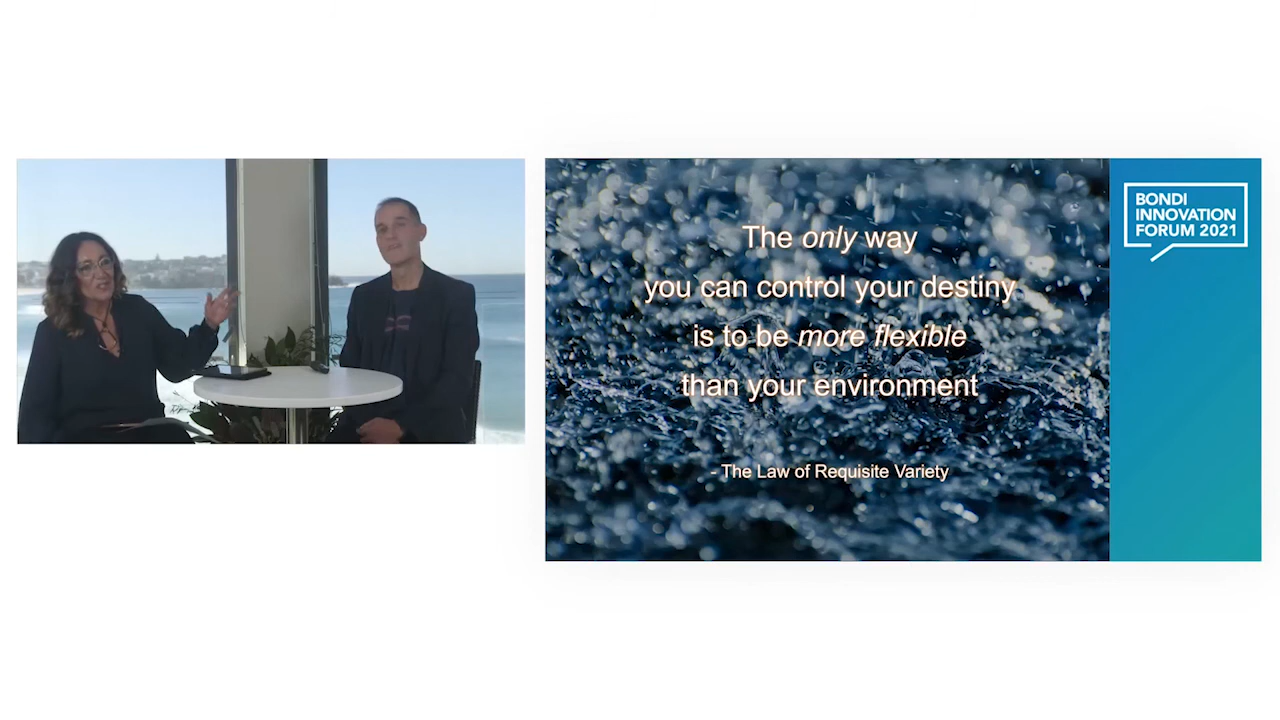 The only way
you can control your destiny
is to be more flexible
than your environment
- The Law of Requisite Variety
BONDI
INNOVATION
FORUM 2021